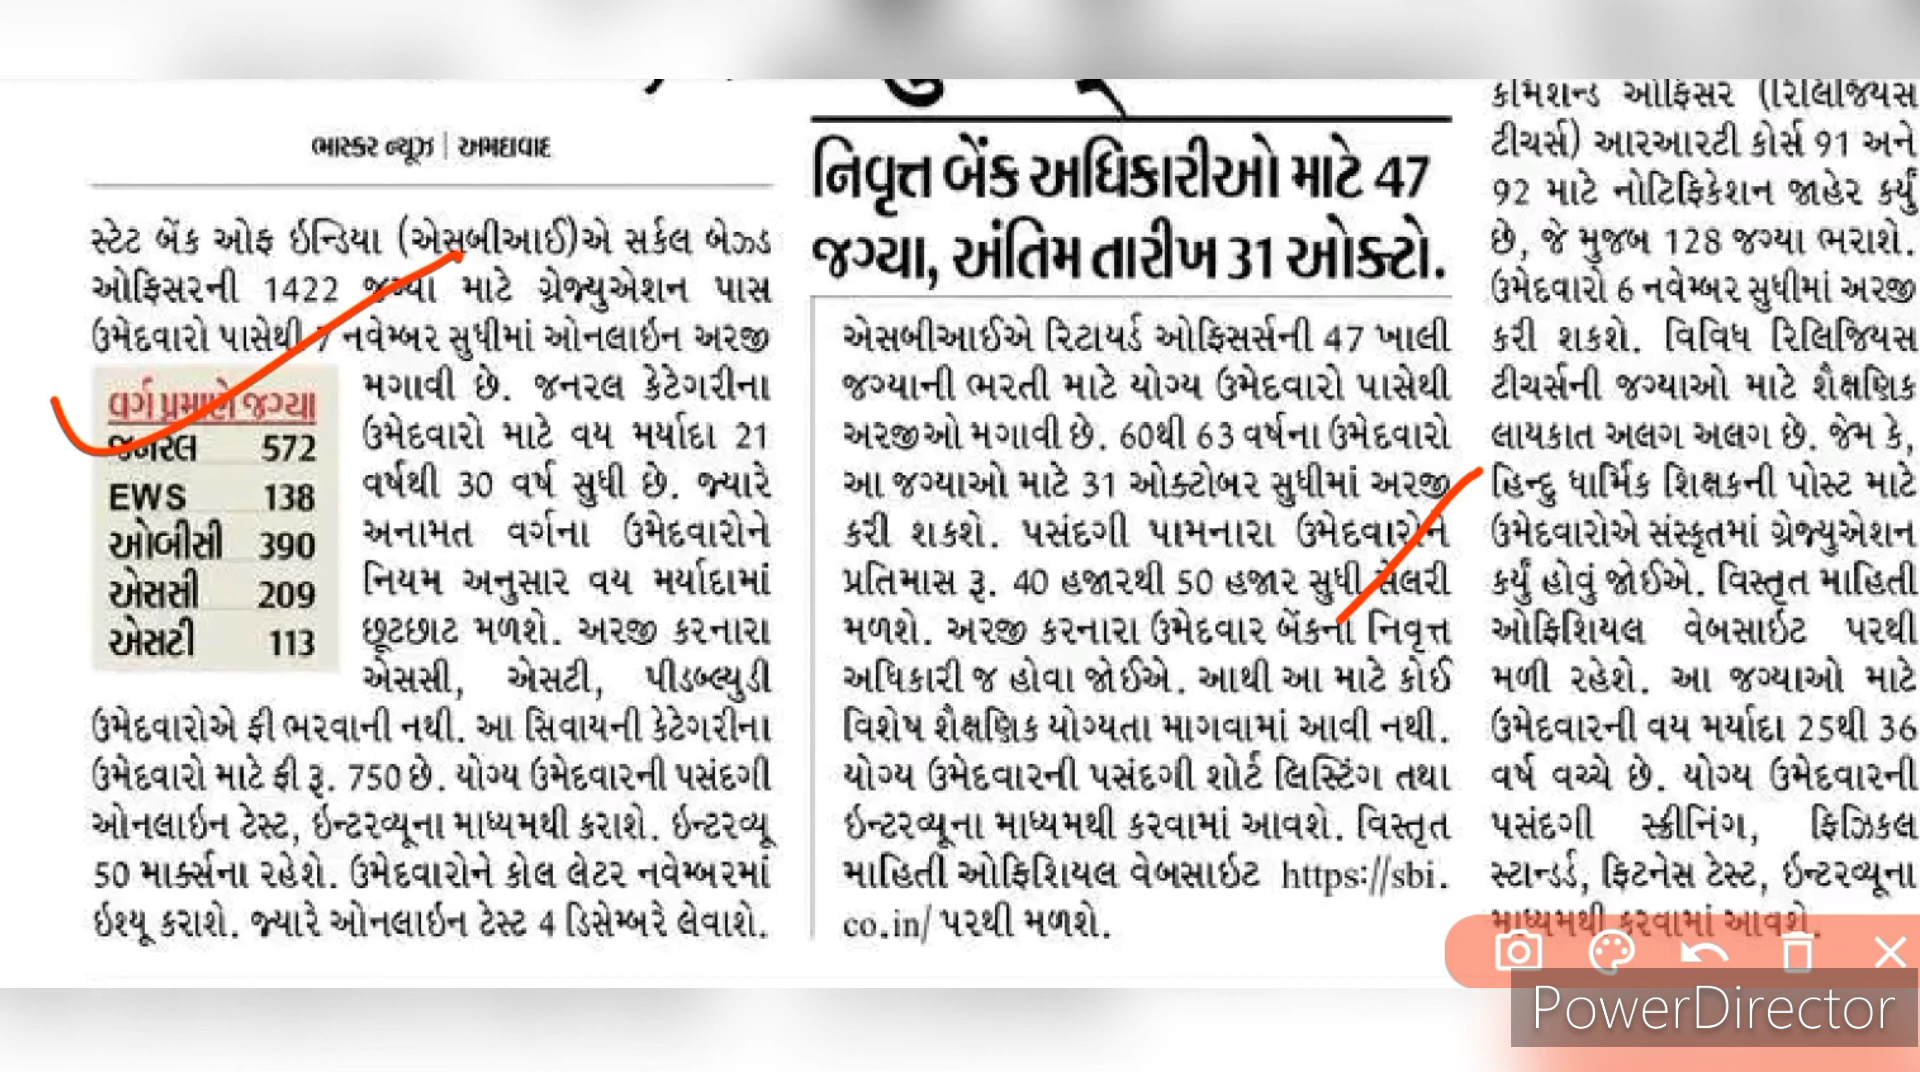 ભાસ્કર ન્યૂઝ | અમદાવાદ
સ્ટેટ બેંક ઓફ ઇન્ડિયા (એસબીઆઈ)એ સર્કલ બેઝ્ડ
ઓફિસરની 1422 જગ્યા માટે ગ્રેજ્યુએશન પાસ
ઉમેદવારો પાસેથી 7 નવેમ્બર સુધીમાં ઓનલાઇન અરજી
મગાવી છે. જનરલ કેટેગરીના
ઉમેદવારો માટે વય મર્યાદા 21
વર્ષથી 30 વર્ષ સુધી છે. જ્યારે
અનામત વર્ગના ઉમેદવારોને
નિયમ અનુસાર વય મર્યાદામાં
છૂટછાટ મળશે. અરજી કરનારા
એસસી, એસટી, પીડબ્લ્યુડી
વર્ગ પ્રમાણે જગ્યા
જનરલ 572
EWS 138
ઓબીસી 390
એસસી 209
એસટી 113
ઉમેદવારોએ ફી ભરવાની નથી. આ સિવાયની કેટેગરીના
ઉમેદવારો માટે ફી રૂ. 750 છે. યોગ્ય ઉમેદવારની પસંદગી
ઓનલાઇન ટેસ્ટ, ઇન્ટરવ્યૂના માધ્યમથી કરાશે. ઇન્ટરવ્યૂ
50 માર્ક્સના રહેશે. ઉમેદવારોને કોલ લેટર નવેમ્બરમાં
ઇશ્યૂ કરાશે. જ્યારે ઓનલાઇન ટેસ્ટ 4 ડિસેમ્બરે લેવાશે.
નિવૃત્ત બેંક અધિકારીઓ માટે 47
જગ્યા, અંતિમ તારીખ 31 ઓક્ટો.
એસબીઆઈએ રિટાયર્ડ ઓફિસર્સની 47 ખાલી
જગ્યાની ભરતી માટે યોગ્ય ઉમેદવારો પાસેથી
અરજીઓ મગાવી છે. 60થી 63 વર્ષના ઉમેદવારો
આ જગ્યાઓ માટે 31 ઓક્ટોબર સુધીમાં અરજી
કરી શકશે. પસંદગી પામનારા ઉમેદવારોને
પ્રતિમાસ રૂ. 40 હજારથી 50 હજાર સુધી સેલરી
મળશે. અરજી કરનારા ઉમેદવાર બેંકના નિવૃત્ત
અધિકારી જ હોવા જોઈએ. આથી આ માટે કોઈ
વિશેષ શૈક્ષણિક યોગ્યતા માગવામાં આવી નથી.
યોગ્ય ઉમેદવારની પસંદગી શોર્ટ લિસ્ટિંગ તથા
ઇન્ટરવ્યૂના માધ્યમથી કરવામાં આવશે. વિસ્તૃત
માહિતી ઓફિશિયલ વેબસાઇટ https://sbi.
co.in/ પરથી મળશે.
કમિશન્ડ ઓફિસર (રિલિજિયસ
ટીચર્સ) આરઆરટી કોર્સ 91 અને
92 માટે નોટિફિકેશન જાહેર કર્યું
છે, જે મુજબ 128 જગ્યા ભરાશે.
ઉમેદવારો 6 નવેમ્બર સુધીમાં અરજી
કરી શકશે. વિવિધ રિલિજિયસ
ટીચર્સની જગ્યાઓ માટે શૈક્ષણિક
લાયકાત અલગ અલગ છે. જેમ કે,
હિન્દુ ધાર્મિક શિક્ષકની પોસ્ટ માટે
ઉમેદવારોએ સંસ્કૃતમાં ગ્રેજ્યુએશન
કર્યું હોવું જોઈએ. વિસ્તૃત માહિતી
ઓફિશિયલ વેબસાઇટ પરથી
મળી રહેશે. આ જગ્યાઓ માટે
ઉમેદવારની વય મર્યાદા 25થી 36
વર્ષ વચ્ચે છે. યોગ્ય ઉમેદવારની
પસંદગી સ્ક્રીનિંગ, ફિઝિકલ
સ્ટાન્ડર્ડ, ફિટનેસ ટેસ્ટ, ઇન્ટરવ્યૂના
માધ્યમથી કરવામાં આવશે.
PowerDirector